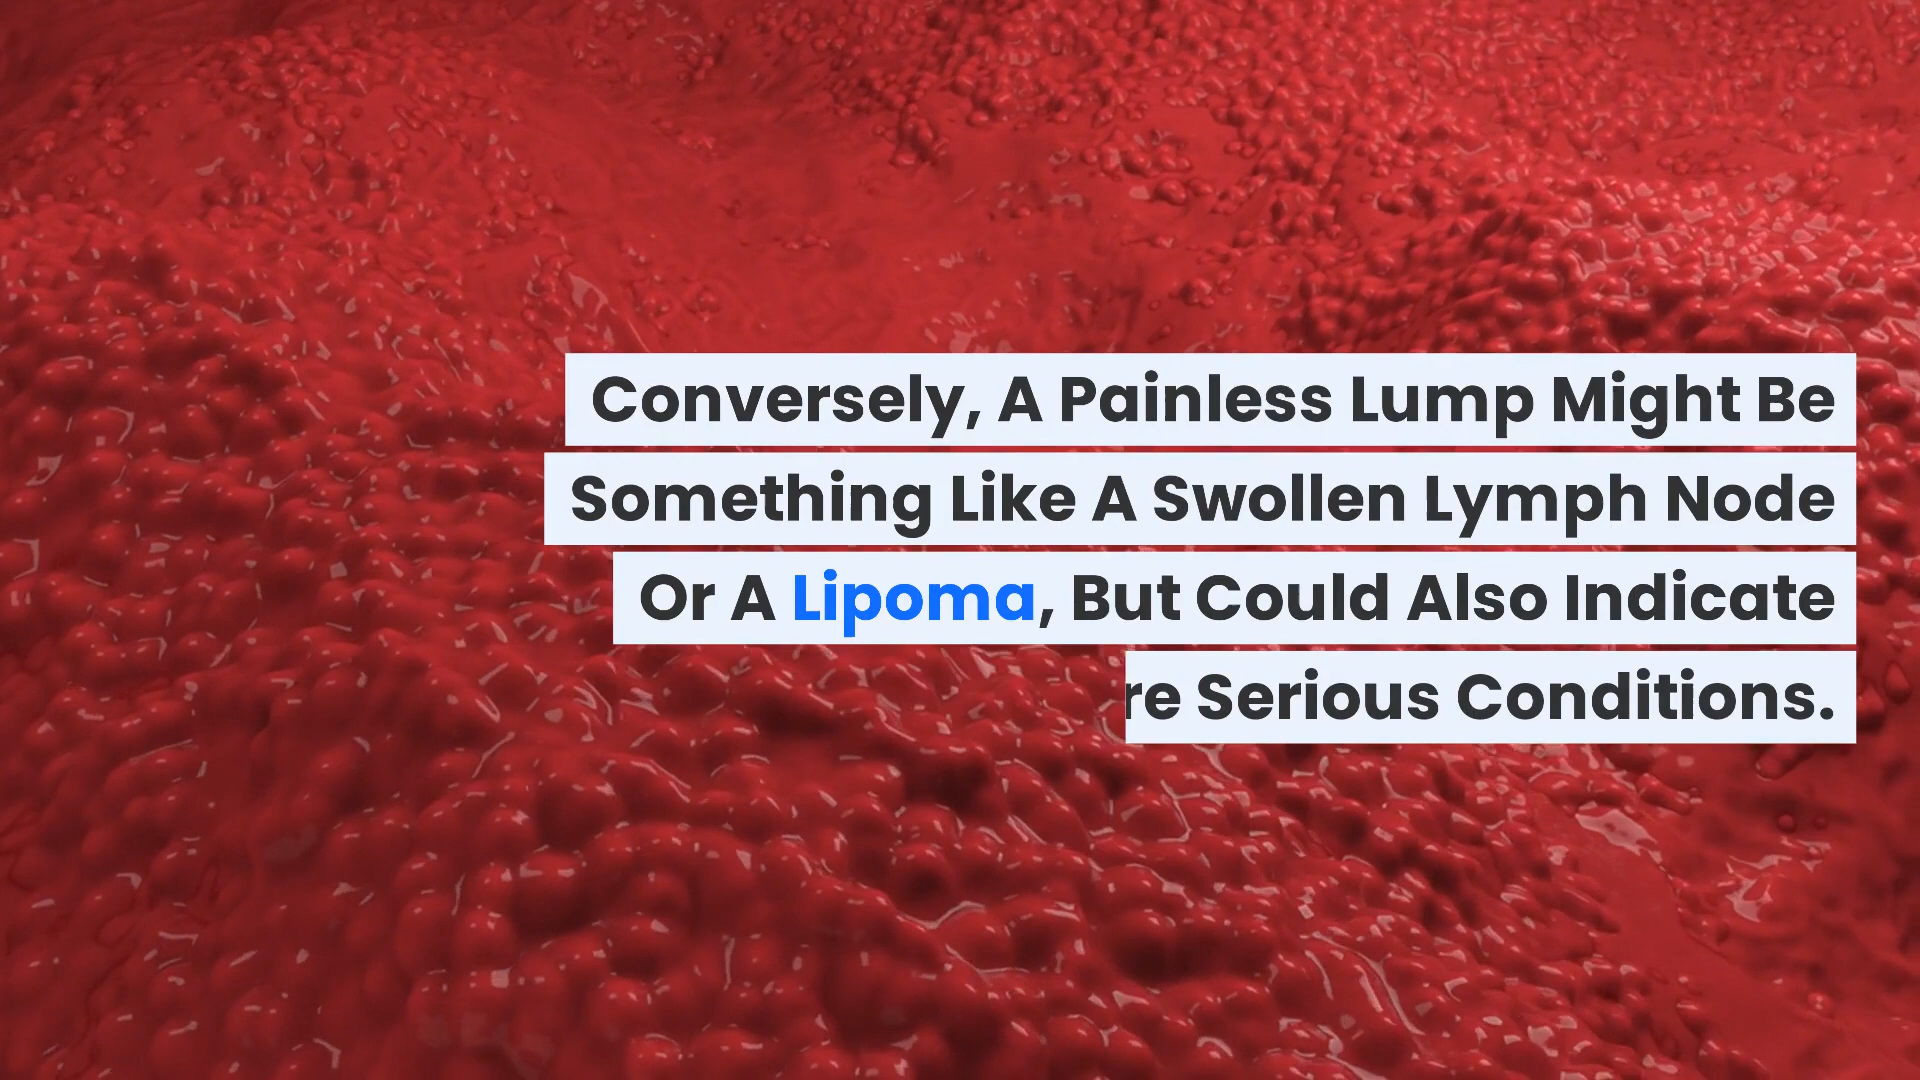 Conversely, A Painless Lump Might Be
Something Like A Swollen Lymph Node
Or A Lipoma, But Could Also Indicate
re Serious Conditions.